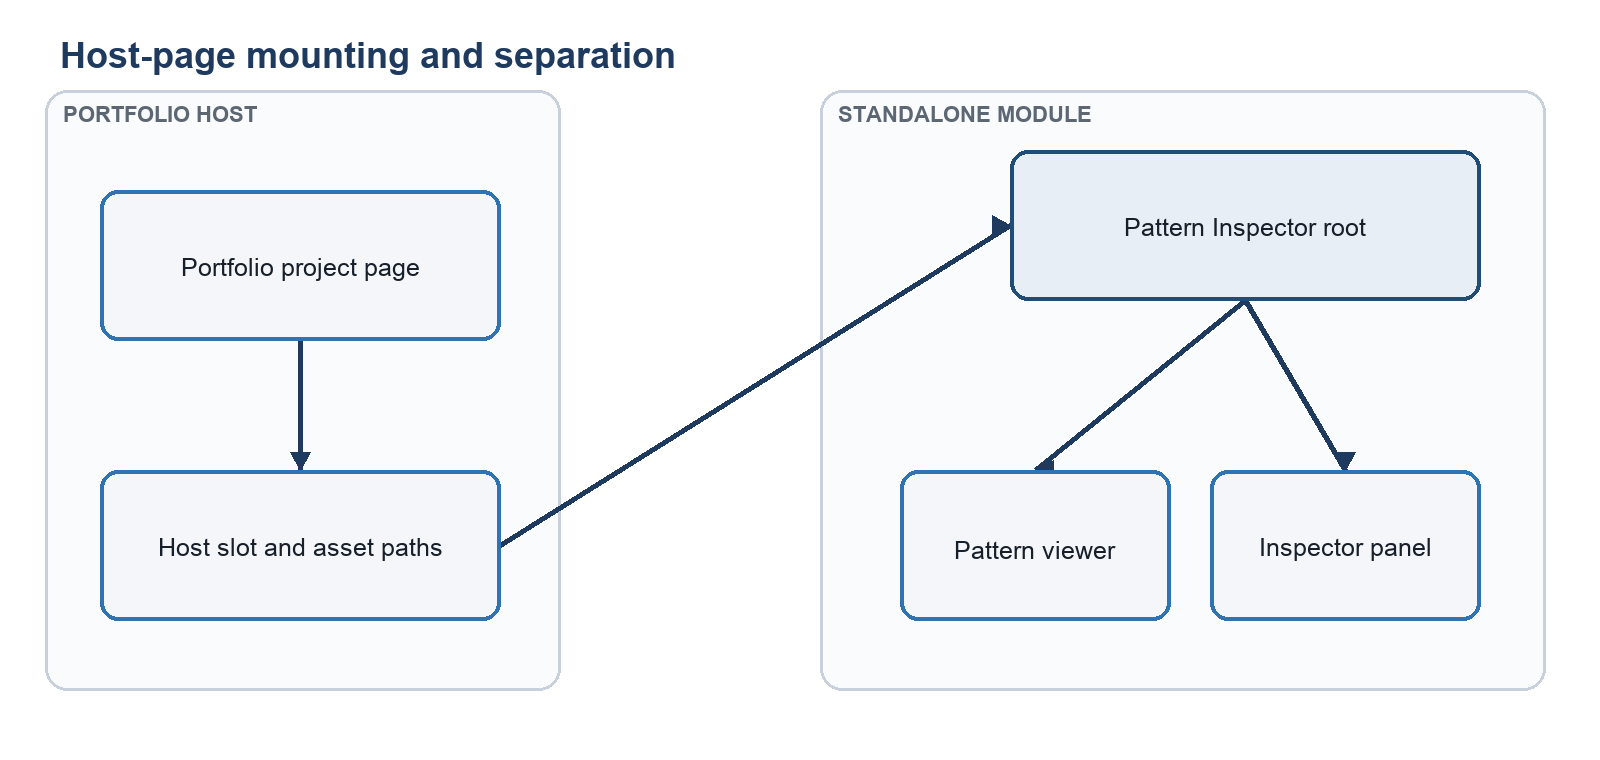 Host-page mounting and separation
PORTFOLIO HOST
Portfolio project page
Host slot and asset paths
STANDALONE MODULE
Pattern Inspector root
Pattern viewer
Inspector panel